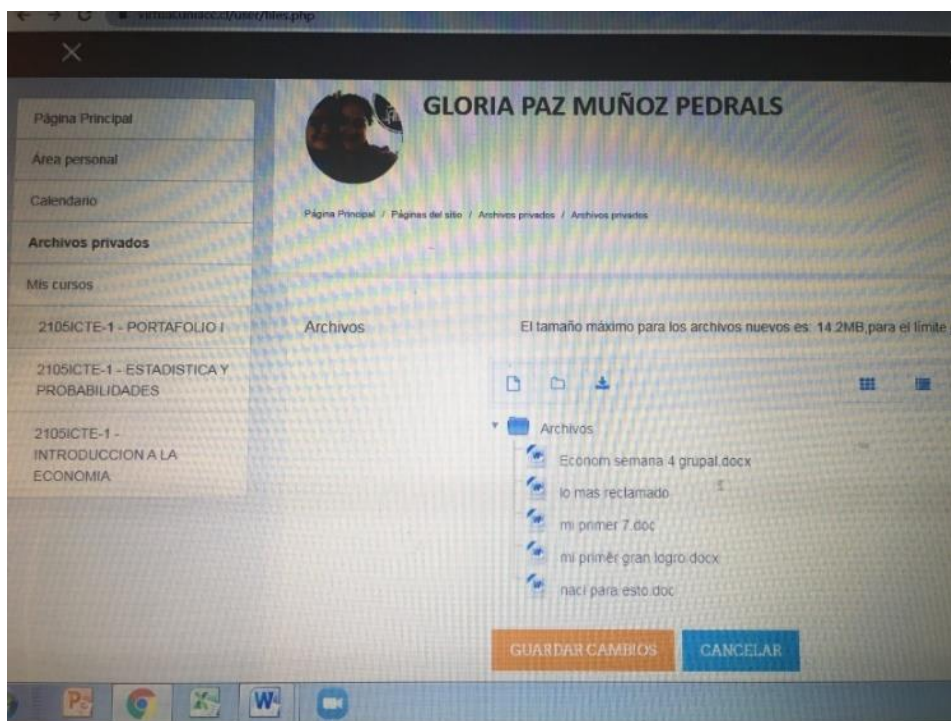 GLORIA PAZ MUÑOZ PEDRALS
Página Principal
Área personal
Calendario
Archivos privados
Mis cursos
2105ICTE-1 - PORTAFOLIO I
2105ICTE-1 - ESTADISTICA Y
PROBABILIDADES
2105ICTE-1 -
INTRODUCCION A LA
ECONOMIA
Página Principal / Páginas del sitio / Archivos privados / Archivos privados
Archivos
El tamaño máximo para los archivos nuevos es: 14.2MB, para el límite
Archivos
Econom semana 4 grupal.docx
lo mas reclamado
mi primer 7.doc
mi primer gran logro.docx
naci para esto.doc
GUARDAR CAMBIOS
CANCELAR